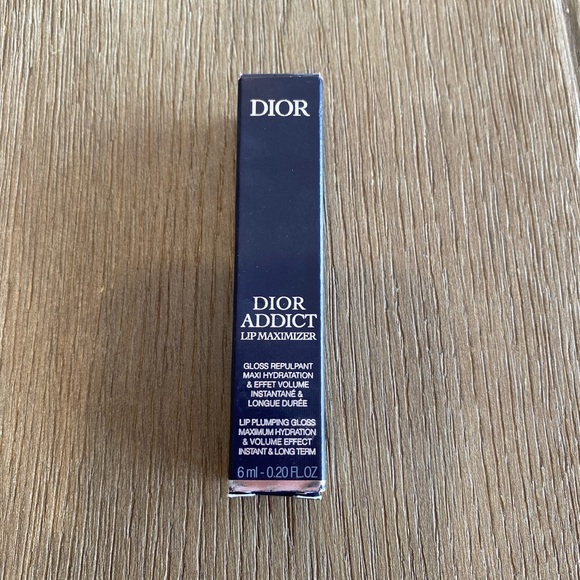 DIOR
DIOR
ADDICT
LIP MAXIMIZER
GLOSS REPULPANT
MAXI HYDRATATION
& EFFET VOLUME
INSTANTANÉ &
LONGUE DURÉE
LIP PLUMPING GLOSS
MAXIMUM HYDRATION
& VOLUME EFFECT
INSTANT & LONG TERM
6 ml - 0.20 FL.OZ